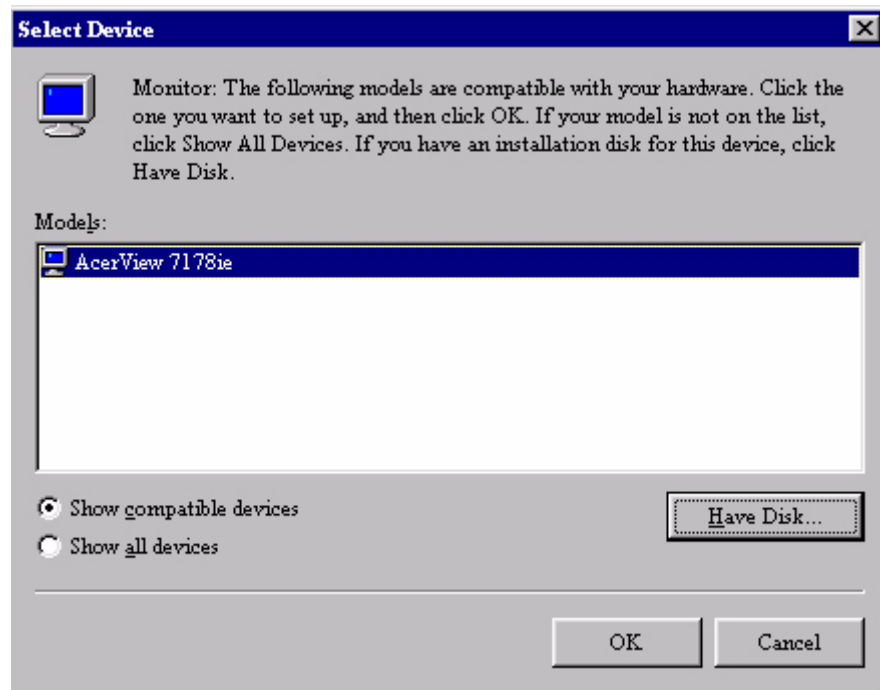 Select Device
Monitor: The following models are compatible with your hardware. Click the
one you want to set up, and then click OK. If your model is not on the list,
click Show All Devices. If you have an installation disk for this device, click
Have Disk.
Models:
AcerView 7178ie
Show compatible devices
Have Disk...
Show all devices
OK
Cancel